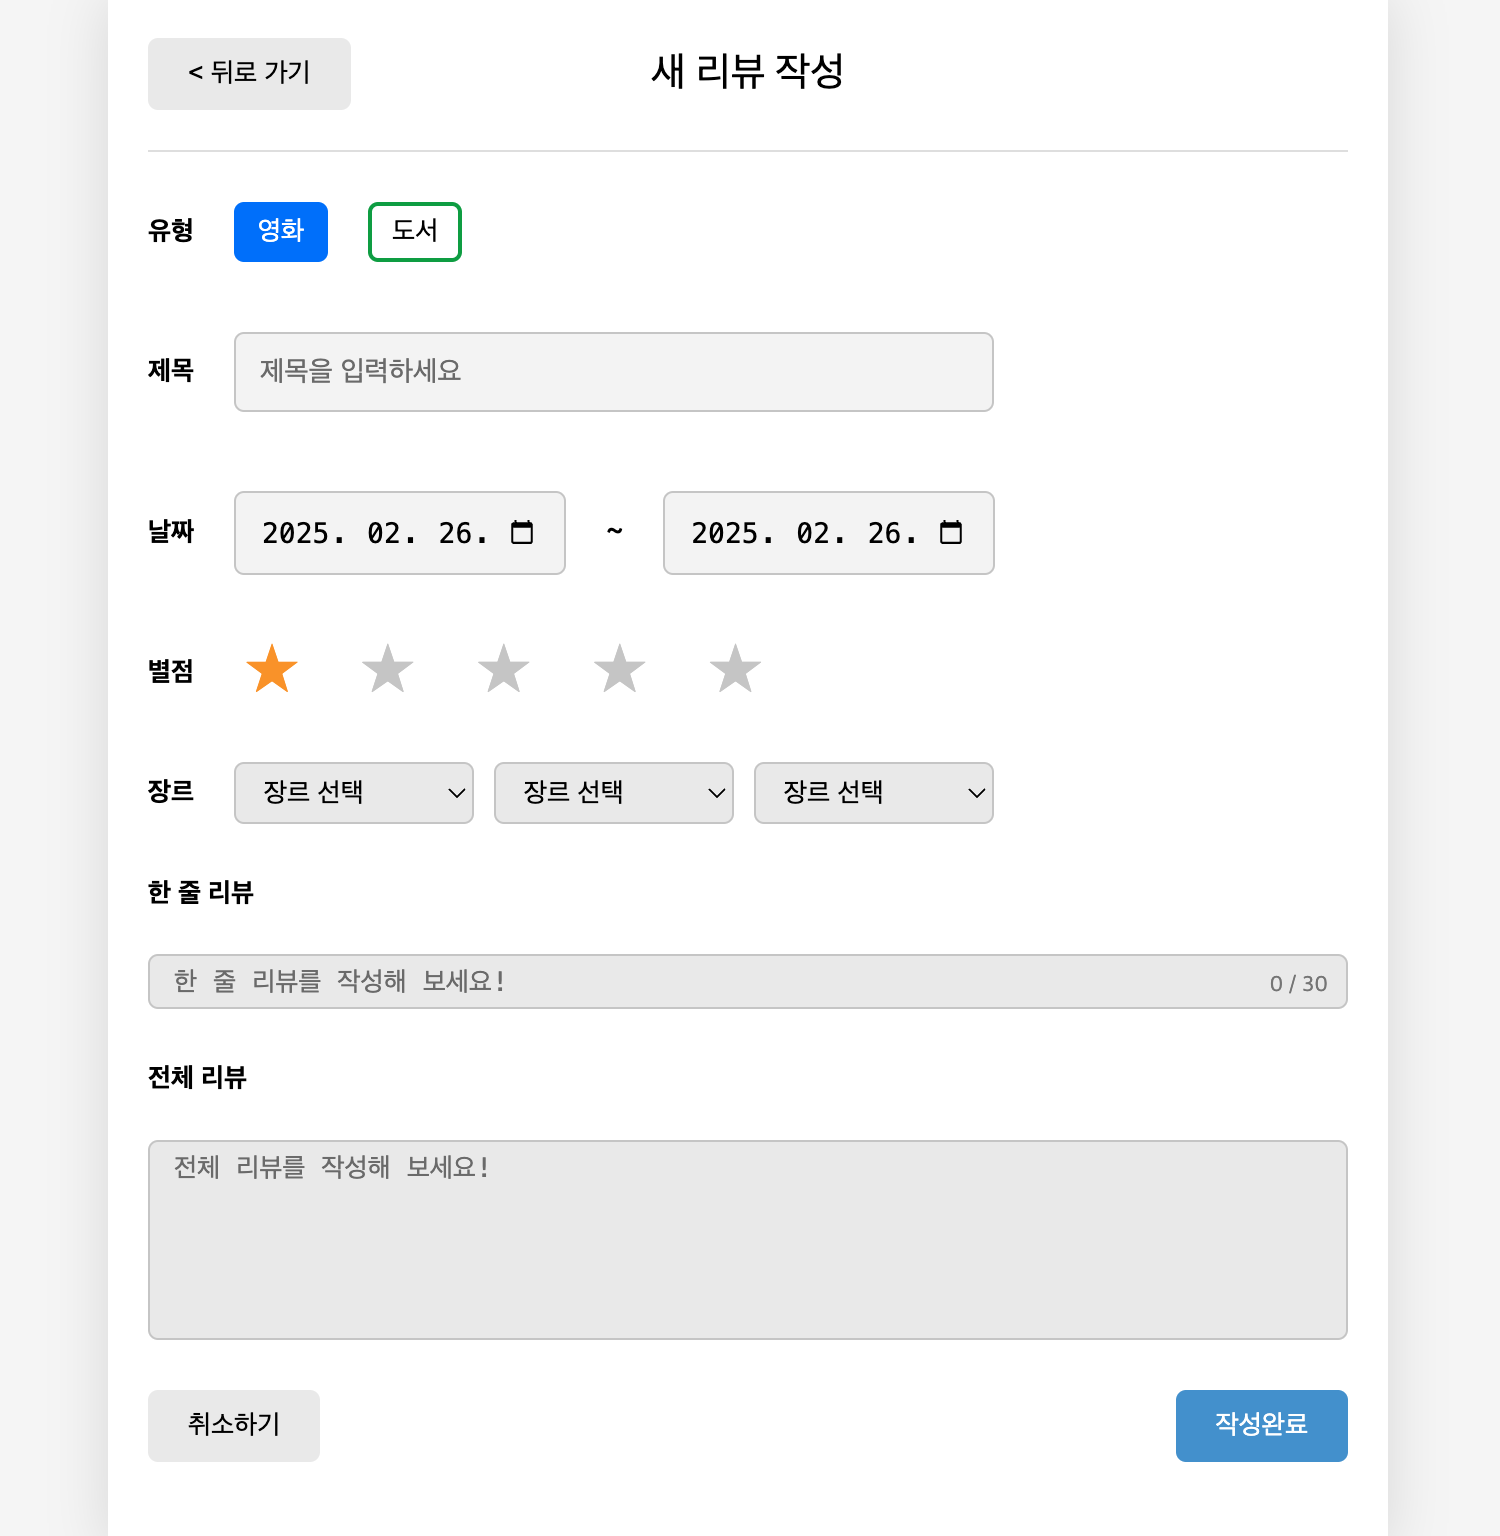 < 뒤로 가기
새 리뷰 작성
유형 영화 도서
제목 제목을 입력하세요
날짜 2025. 02. 26. ~ 2025. 02. 26.
별점
장르 장르 선택 장르 선택 장르 선택
한 줄 리뷰
한 줄 리뷰를 작성해 보세요! 0 / 30
전체 리뷰
전체 리뷰를 작성해 보세요!
취소하기 작성완료